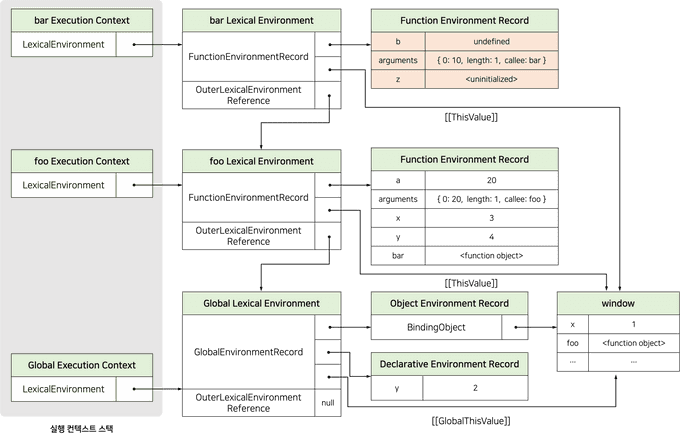 bar Execution Context
LexicalEnvironment
bar Lexical Environment
FunctionEnvironmentRecord
OuterLexicalEnvironment
Reference
Function Environment Record
b undefined
arguments { 0: 10, length: 1, callee: bar }
z <uninitialized>
[[ThisValue]]
foo Execution Context
LexicalEnvironment
foo Lexical Environment
FunctionEnvironmentRecord
OuterLexicalEnvironment
Reference
Function Environment Record
a 20
arguments { 0: 20, length: 1, callee: foo }
x 3
y 4
bar <function object>
[[ThisValue]]
Global Execution Context
LexicalEnvironment
Global Lexical Environment
GlobalEnvironmentRecord
OuterLexicalEnvironment
Reference
null
Object Environment Record
BindingObject
Declarative Environment Record
y 2
window
x 1
foo <function object>
... ...
[[GlobalThisValue]]
실행 컨텍스트 스택